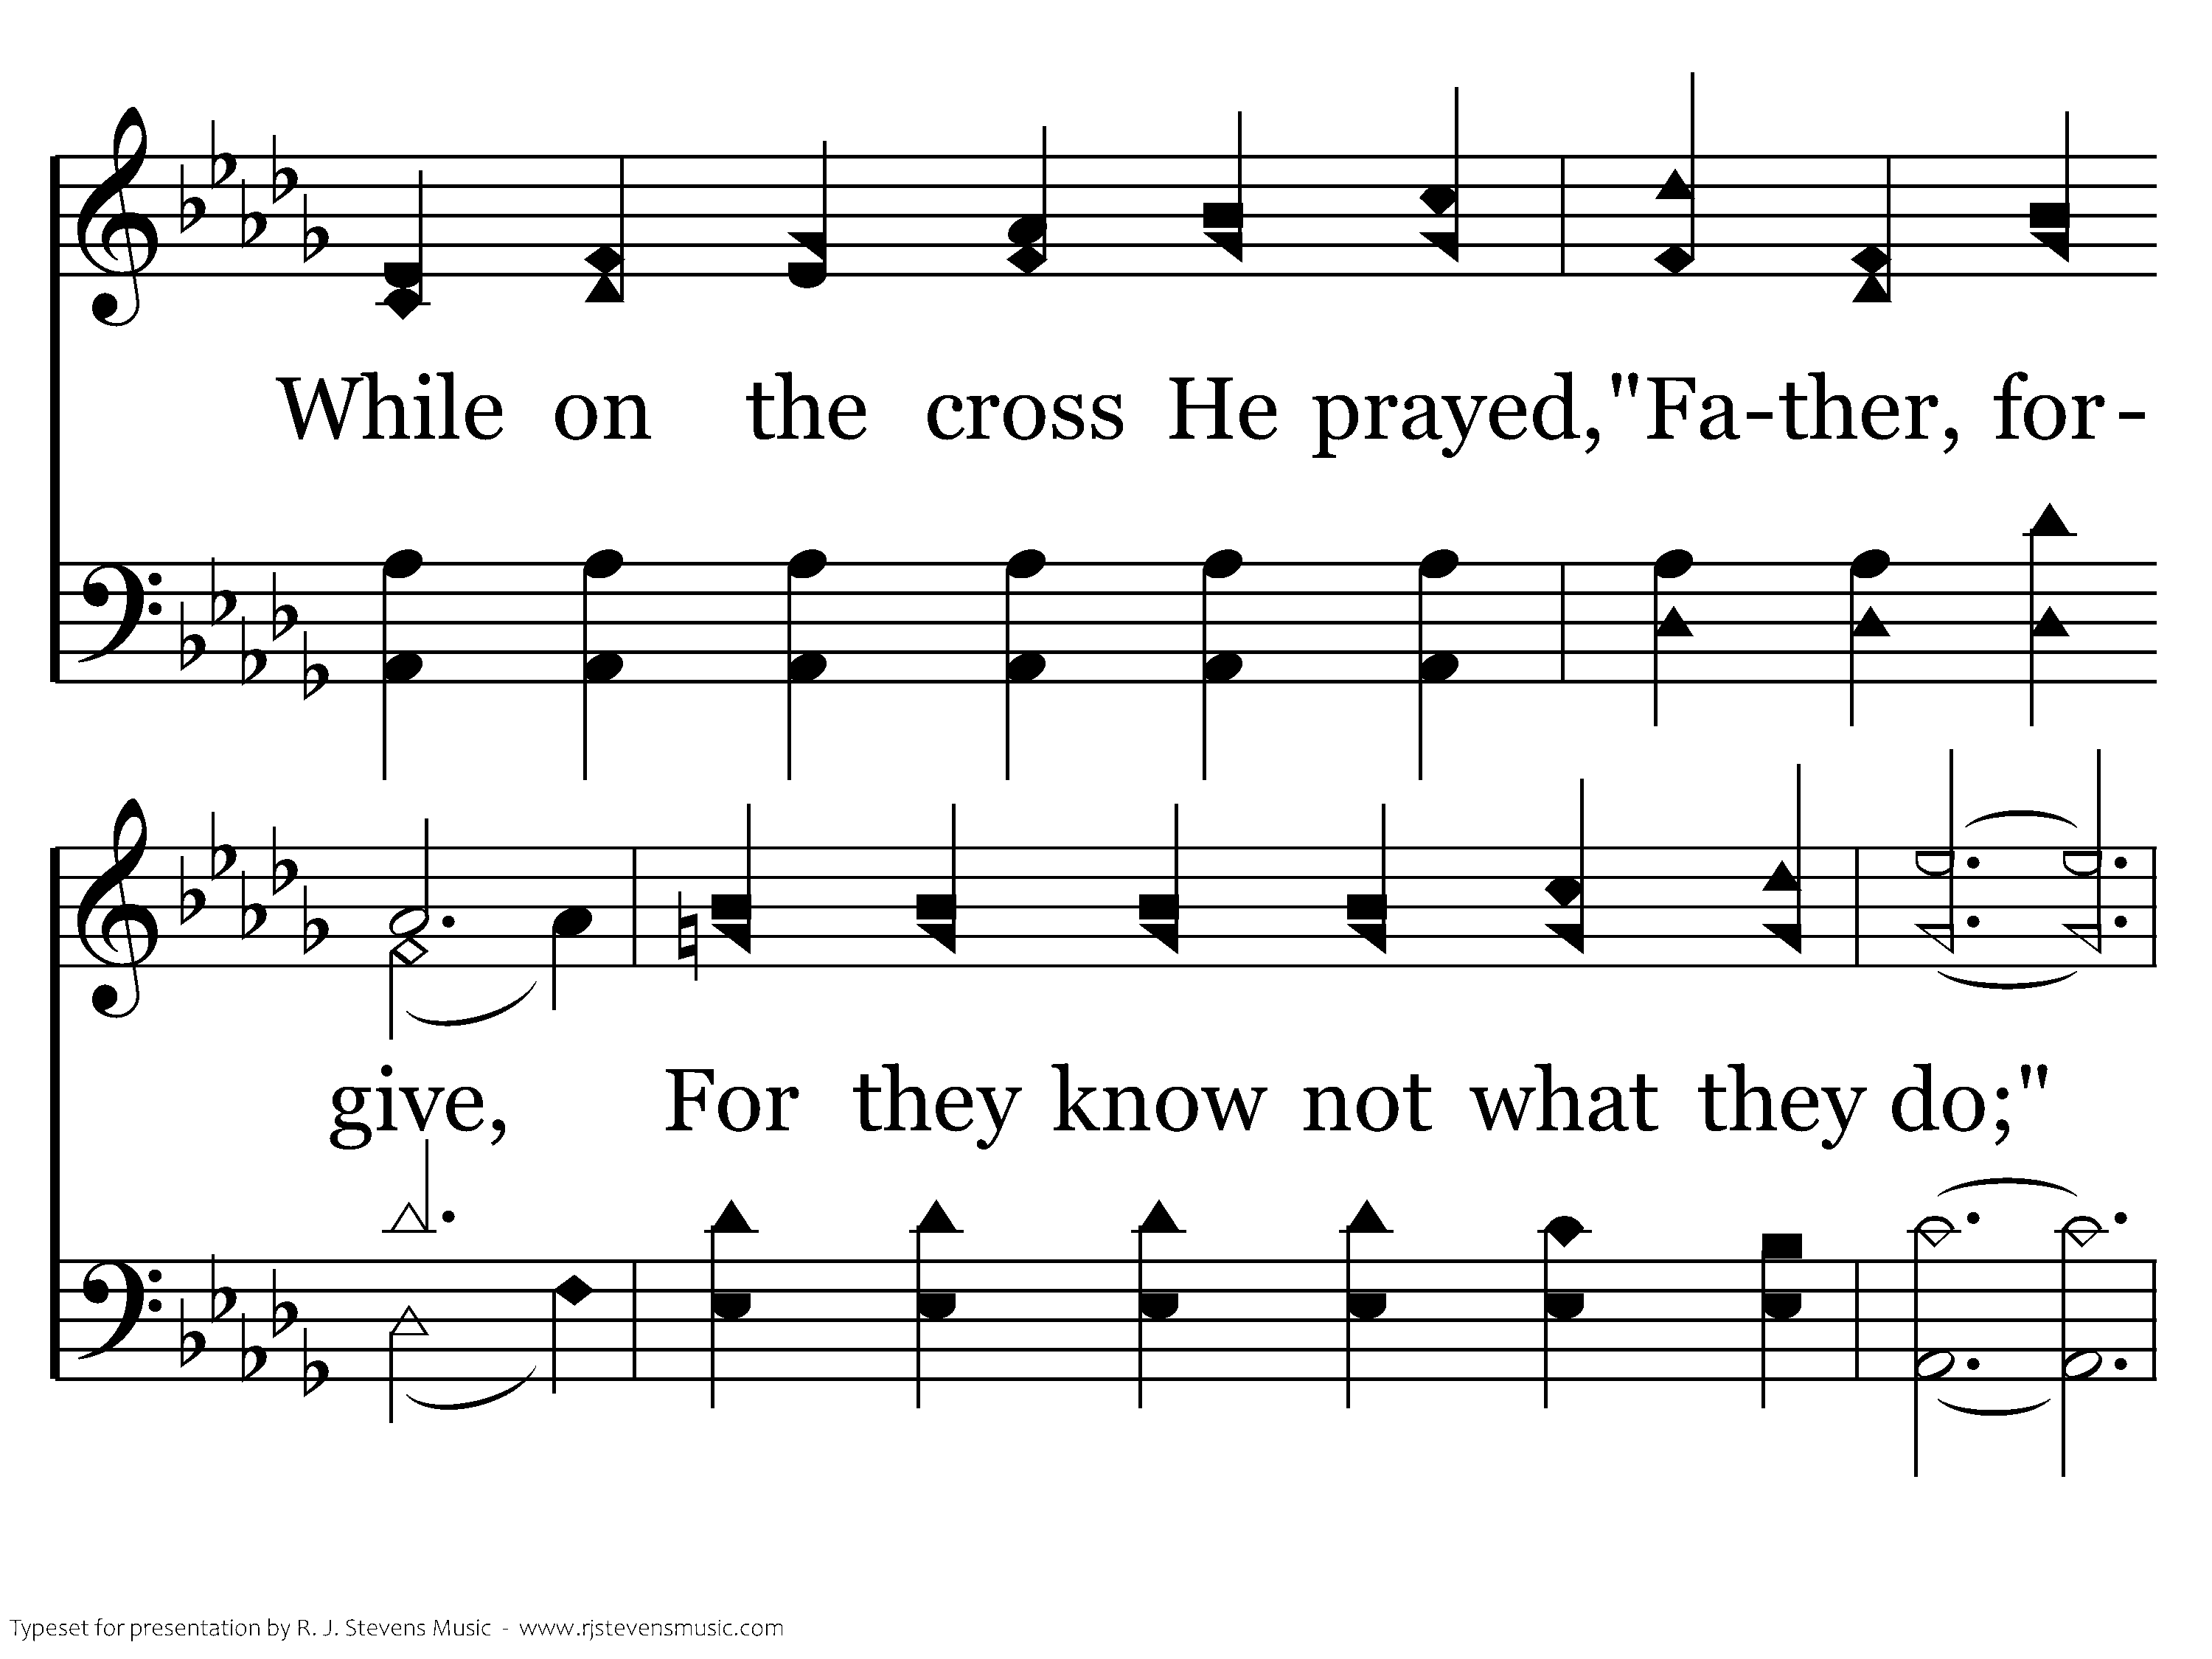 While on the cross He prayed, "Fa-ther, for-
give, For they know not what they do;"
Typeset for presentation by R. J. Stevens Music - www.rjstevensmusic.com